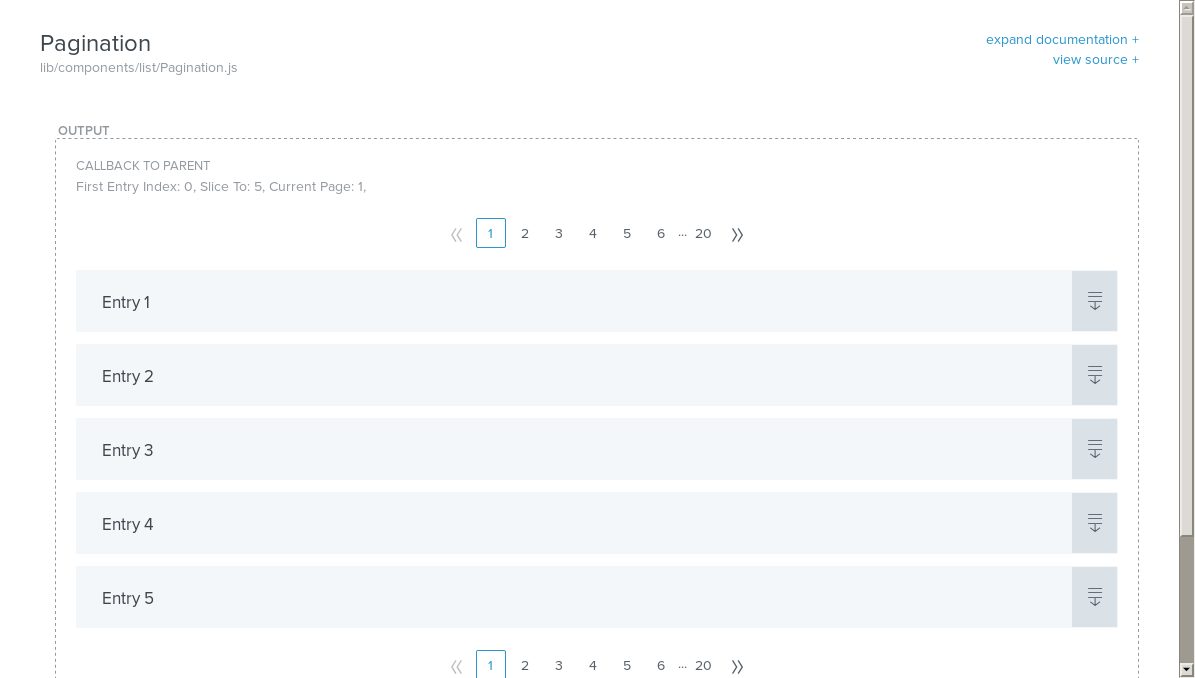 Pagination
lib/components/list/Pagination.js
expand documentation +
view source +
OUTPUT
CALLBACK TO PARENT
First Entry Index: 0, Slice To: 5, Current Page: 1,
« 1 2 3 4 5 6 ... 20 »
Entry 1
Entry 2
Entry 3
Entry 4
Entry 5
« 1 2 3 4 5 6 ... 20 »